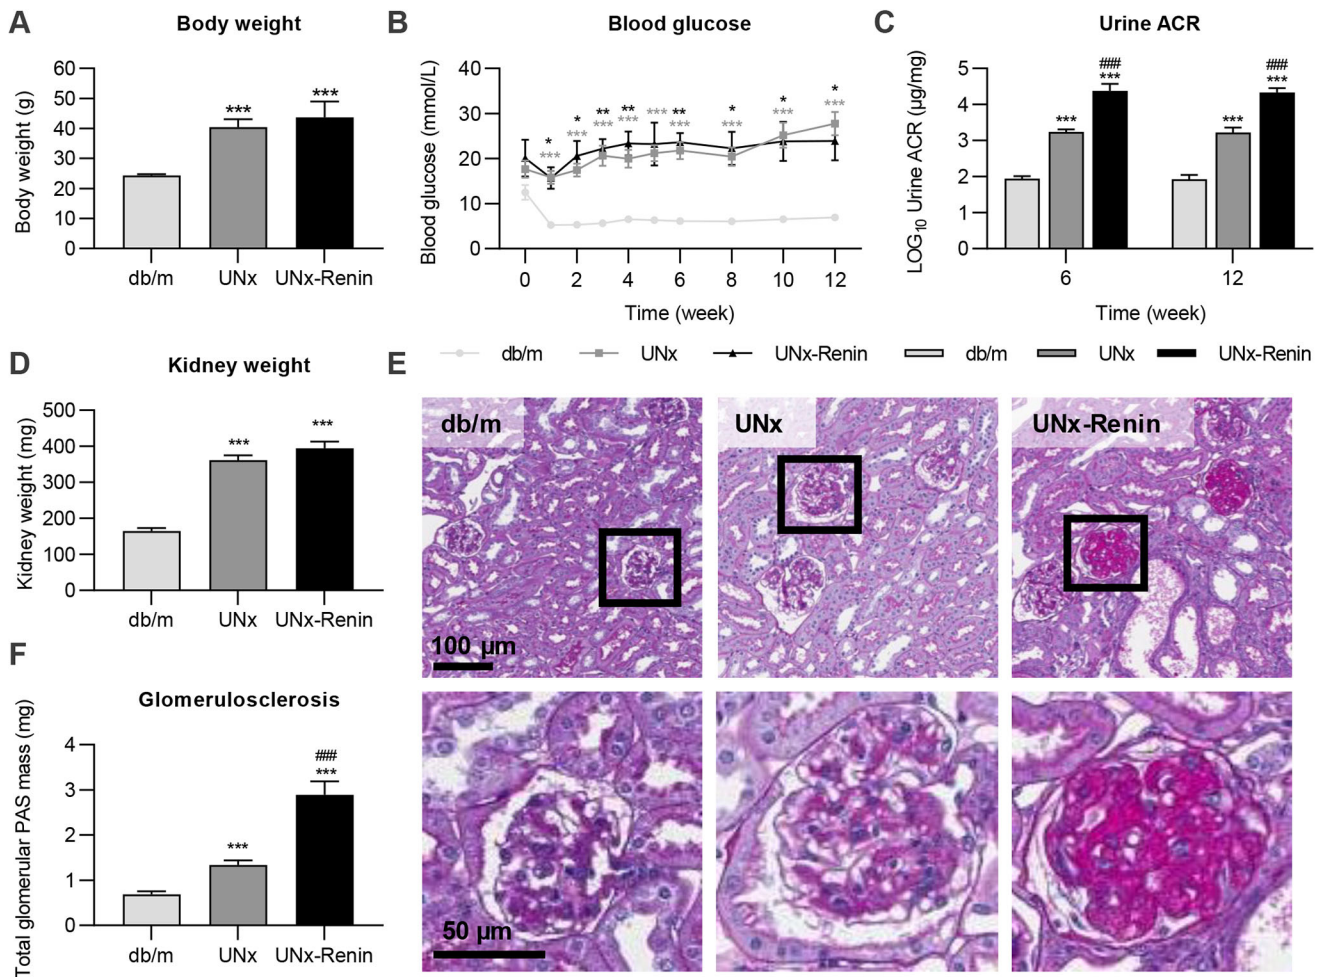 A
Body weight
Body weight (g)
60
50
40
30
20
10
0
***
***
db/m
UNx
UNx-Renin
B
Blood glucose
Blood glucose (mmol/L)
40
30
20
10
0
* * ** ** ** * * *
*** *** *** *** *** *** *** ***
0 2 4 6 8 10 12
Time (week)
C
Urine ACR
LOG10 Urine ACR (µg/mg)
5
4
3
2
1
0
***
###
***
***
###
***
6 12
Time (week)
db/m
UNx
UNx-Renin
db/m
UNx
UNx-Renin
D
Kidney weight
Kidney weight (mg)
500
400
300
200
100
0
***
***
db/m
UNx
UNx-Renin
E
db/m
UNx
UNx-Renin
100 µm
50 µm
F
Glomerulosclerosis
Total glomerular PAS mass (mg)
4
3
2
1
0
***
##
***
db/m
UNx
UNx-Renin